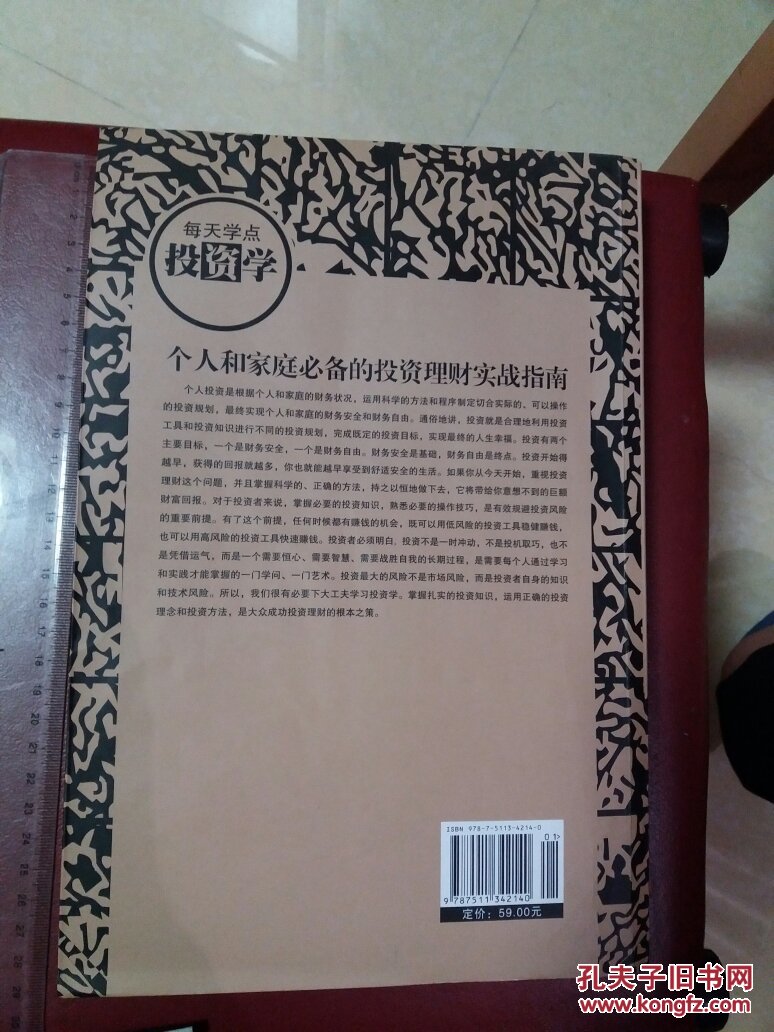 每天学点
投资学
个人和家庭必备的投资理财实战指南
个人投资是根据个人和家庭的财务状况，运用科学的方法和程序制定切合实际的、可以操作
的投资规划，最终实现个人和家庭的财务安全和财务自由。通俗地讲，投资就是合理地利用投资
工具和投资知识进行不同的投资规划，完成既定的投资目标，实现最终的人生幸福。投资有两个
主要目标，一个是财务安全，一个是财务自由。财务安全是基础，财务自由是终点。投资开始得
越早，获得的回报就越多，你也就能越早享受到舒适安全的生活。如果你从今天开始，重视投资
理财这个问题，并且掌握科学的、正确的方法，持之以恒地做下去，它将带给你意想不到的巨额
财富回报。对于投资者来说，掌握必要的投资知识，熟悉必要的操作技巧，是有效规避投资风险
的重要前提。有了这个前提，任何时候都有赚钱的机会，既可以用低风险的投资工具稳健赚钱，
也可以用高风险的投资工具快速赚钱。投资者必须明白，投资不是一时冲动，不是投机取巧，也不
是凭借运气，而是一个需要恒心、需要智慧、需要战胜自我的长期过程，是需要每个人通过学习
和实践才能掌握的一门学问、一门艺术。投资最大的风险不是市场风险，而是投资者自身的知识
和技术风险。所以，我们很有必要下大工夫学习投资学。掌握扎实的投资知识，运用正确的投资
理念和投资方法，是大众成功投资理财的根本之策。
ISBN 978-7-5113-4214-0
01>
9 787511 342140
定价：59.00元
孔夫子旧书网
www.kongfz.com